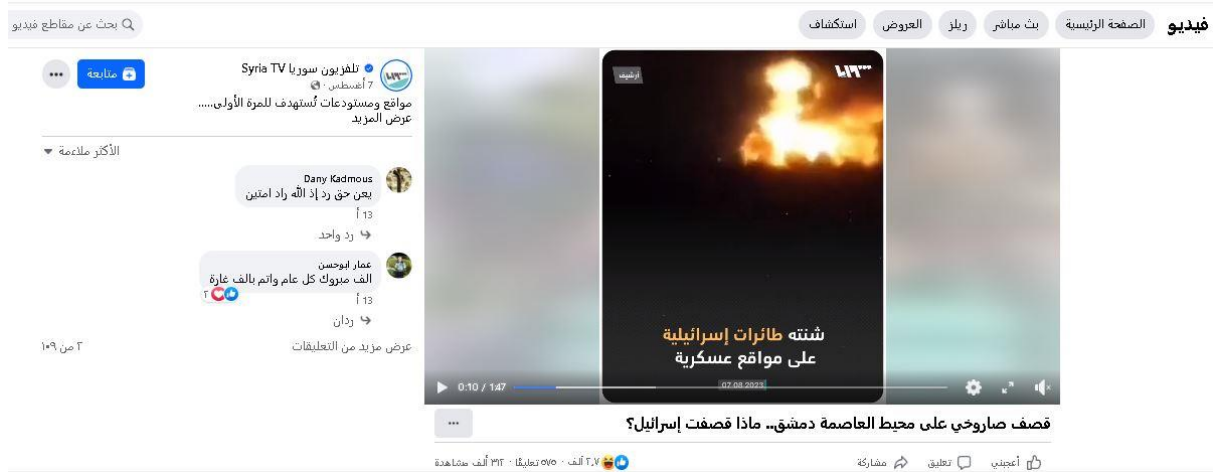 فيديو
الصفحة الرئيسية
بث مباشر
ريلز
العروض
استكشاف
بحث عن مقاطع فيديو
ارشيف
شنته طائرات إسرائيلية
على مواقع عسكرية
07.08.2023
0:10 / 1:47
قصف صاروخي على محيط العاصمة دمشق.. ماذا قصفت إسرائيل؟
أعجبني
تعليق
مشاركة
٢,٧ ألف · ٥٧٥ تعليقًا · ٣١٢ ألف مشاهدة
تلفزيون سوريا Syria TV
7 أغسطس ·
مواقع ومستودعات تُستهدف للمرة الأولى.....
عرض المزيد
متابعة
الأكثر ملاءمة
Dany Kadmous
يعن حق رد إذ الله راد امتين
13 أ
رد واحد
عمار ابوحسن
الف مبروك كل عام واتم بالف غارة
٢
13 أ
ردان
عرض مزيد من التعليقات
٢ من ١٠٩